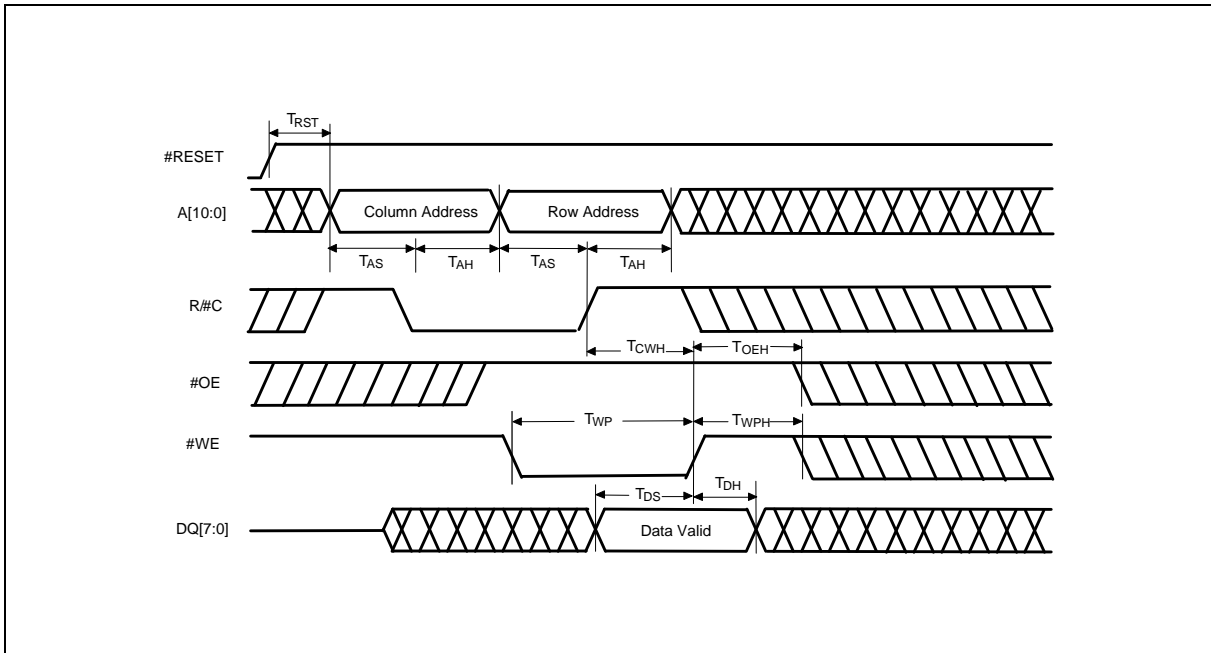 TRST
#RESET
A[10:0]
Column Address
Row Address
TAS
TAH
TAS
TAH
R/#C
TCWH
TOEH
#OE
TWP
TWPH
#WE
TDS
TDH
DQ[7:0]
Data Valid